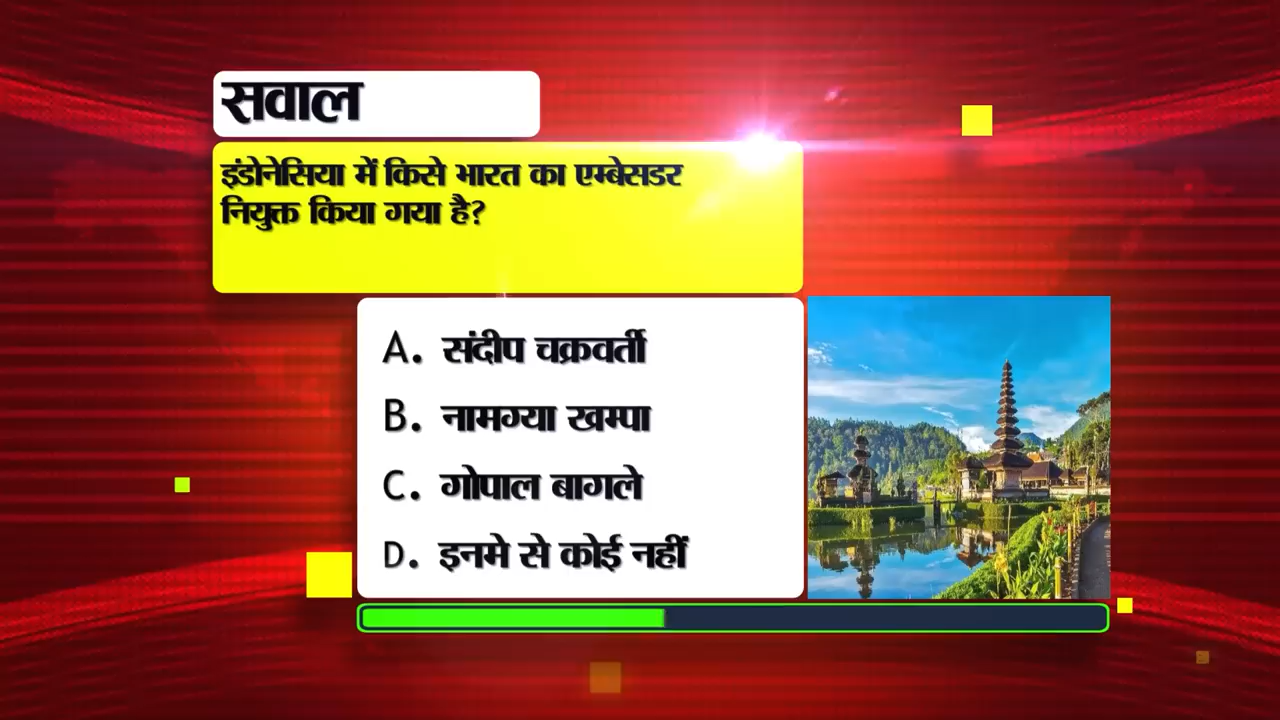 सवाल
इंडोनेसिया में किसे भारत का एम्बेसडर
नियुक्त किया गया है?
A. संदीप चक्रवर्ती
B. नामग्या खम्पा
C. गोपाल बागले
D. इनमे से कोई नहीं